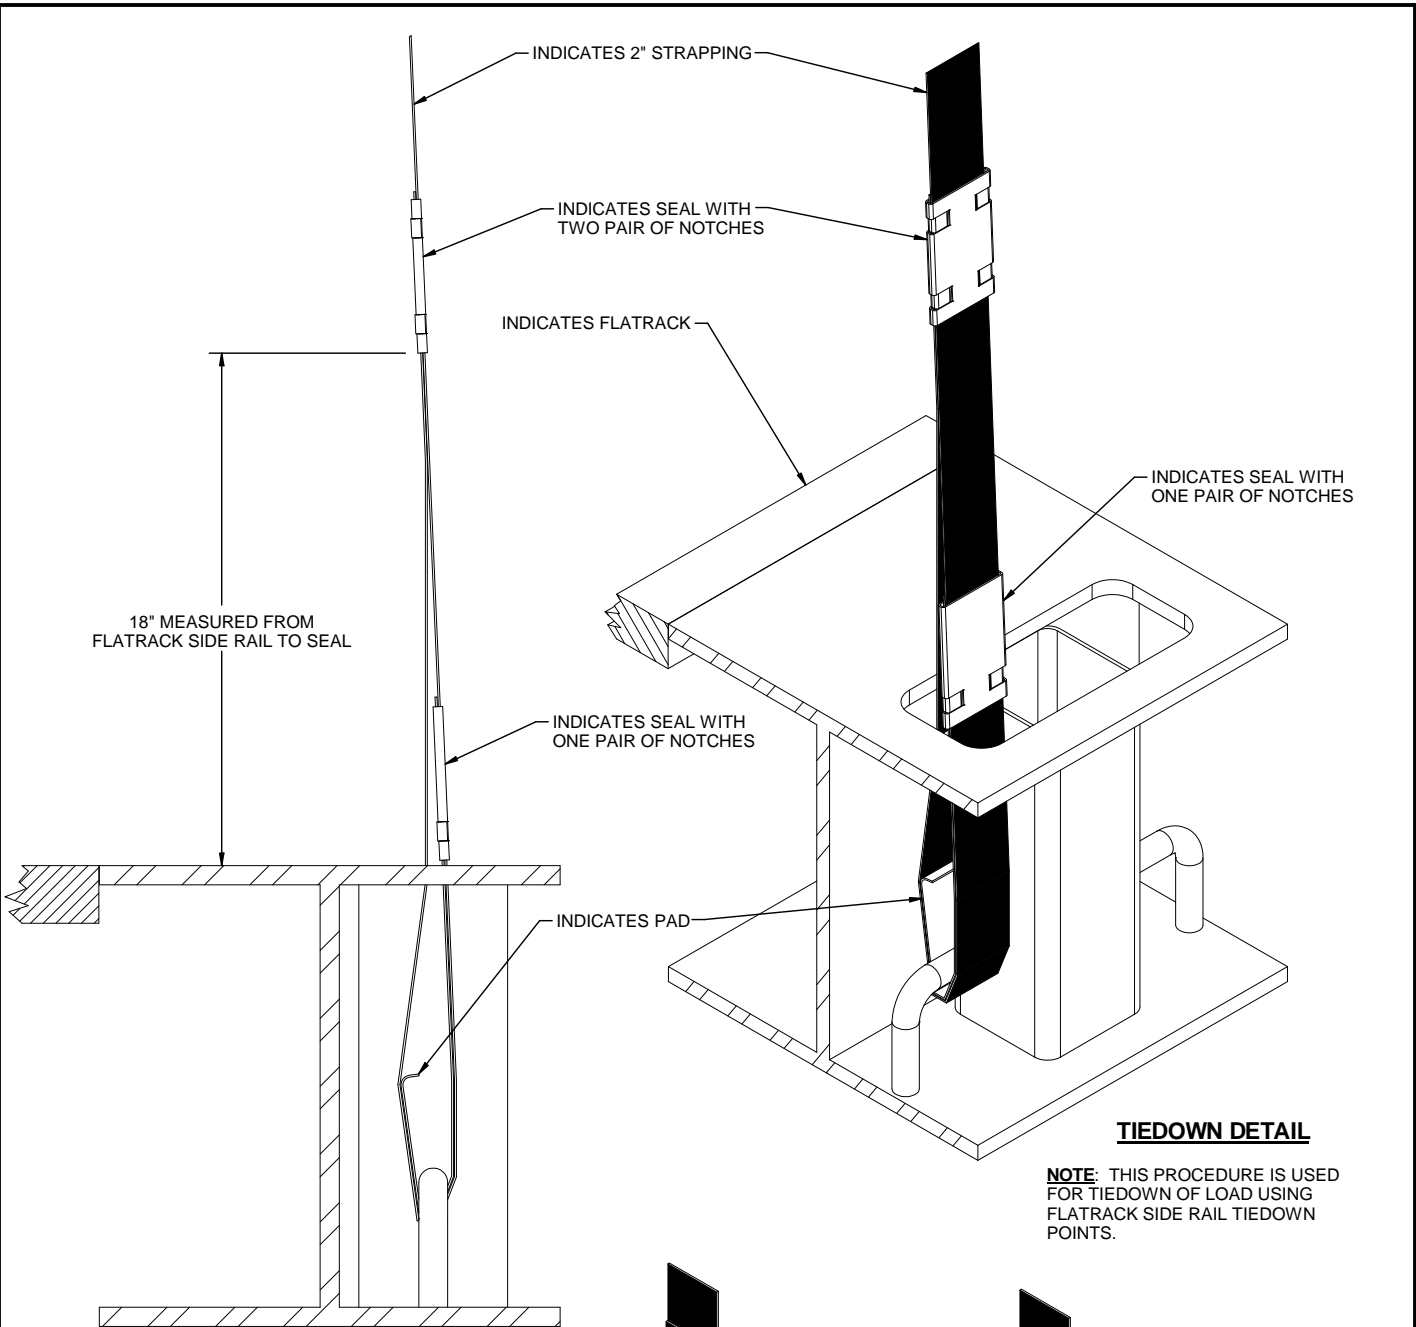 INDICATES 2" STRAPPING
INDICATES SEAL WITH
TWO PAIR OF NOTCHES
INDICATES FLATRACK
INDICATES SEAL WITH
ONE PAIR OF NOTCHES
18" MEASURED FROM
FLATRACK SIDE RAIL TO SEAL
INDICATES SEAL WITH
ONE PAIR OF NOTCHES
INDICATES PAD
TIEDOWN DETAIL
NOTE: THIS PROCEDURE IS USED
FOR TIEDOWN OF LOAD USING
FLATRACK SIDE RAIL TIEDOWN
POINTS.